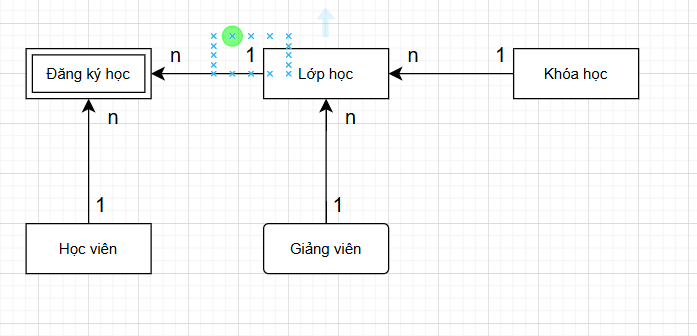 n
1
n
1
Đăng ký học
Lớp học
Khóa học
n
n
1
1
Học viên
Giảng viên